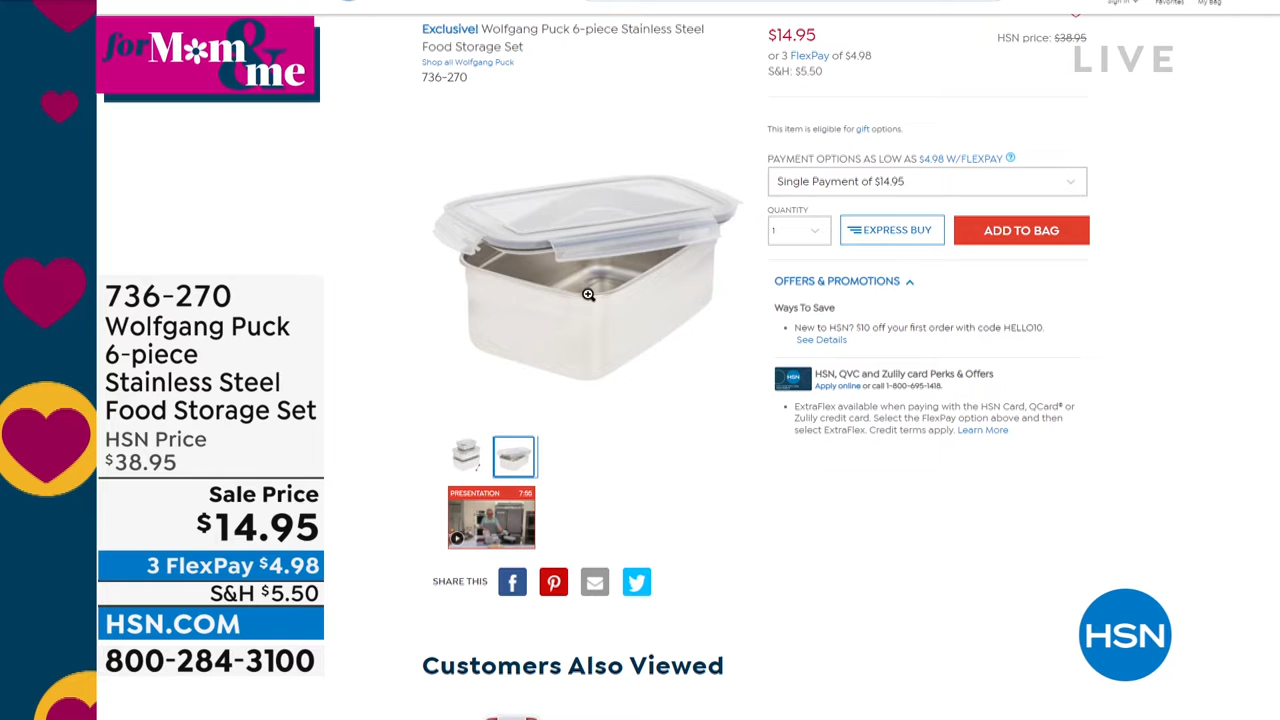 Sign In
Favorites
My Bag
for Mom & me
Exclusive! Wolfgang Puck 6-piece Stainless Steel
Food Storage Set
Shop all Wolfgang Puck
736-270
$14.95
HSN price: $38.95
or 3 FlexPay of $4.98
S&H: $5.50
LIVE
This item is eligible for gift options.
PAYMENT OPTIONS AS LOW AS $4.98 W/FLEXPAY ?
Single Payment of $14.95
QUANTITY
1
EXPRESS BUY
ADD TO BAG
OFFERS & PROMOTIONS
Ways To Save
• New to HSN? $10 off your first order with code HELLO10.
See Details
HSN
HSN, QVC and Zulily card Perks & Offers
Apply online or call 1-800-695-1418.
• ExtraFlex available when paying with the HSN Card, QCard® or
Zulily credit card. Select the FlexPay option above and then
select ExtraFlex. Credit terms apply. Learn More
PRESENTATION 7:56
SHARE THIS
Customers Also Viewed
736-270
Wolfgang Puck
6-piece
Stainless Steel
Food Storage Set
HSN Price
$38.95
Sale Price
$14.95
3 FlexPay $4.98
S&H $5.50
HSN.COM
800-284-3100
HSN